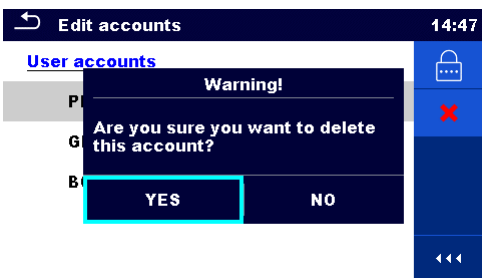 Edit accounts 14:47
User accounts
Warning!
Are you sure you want to delete
this account?
YES NO